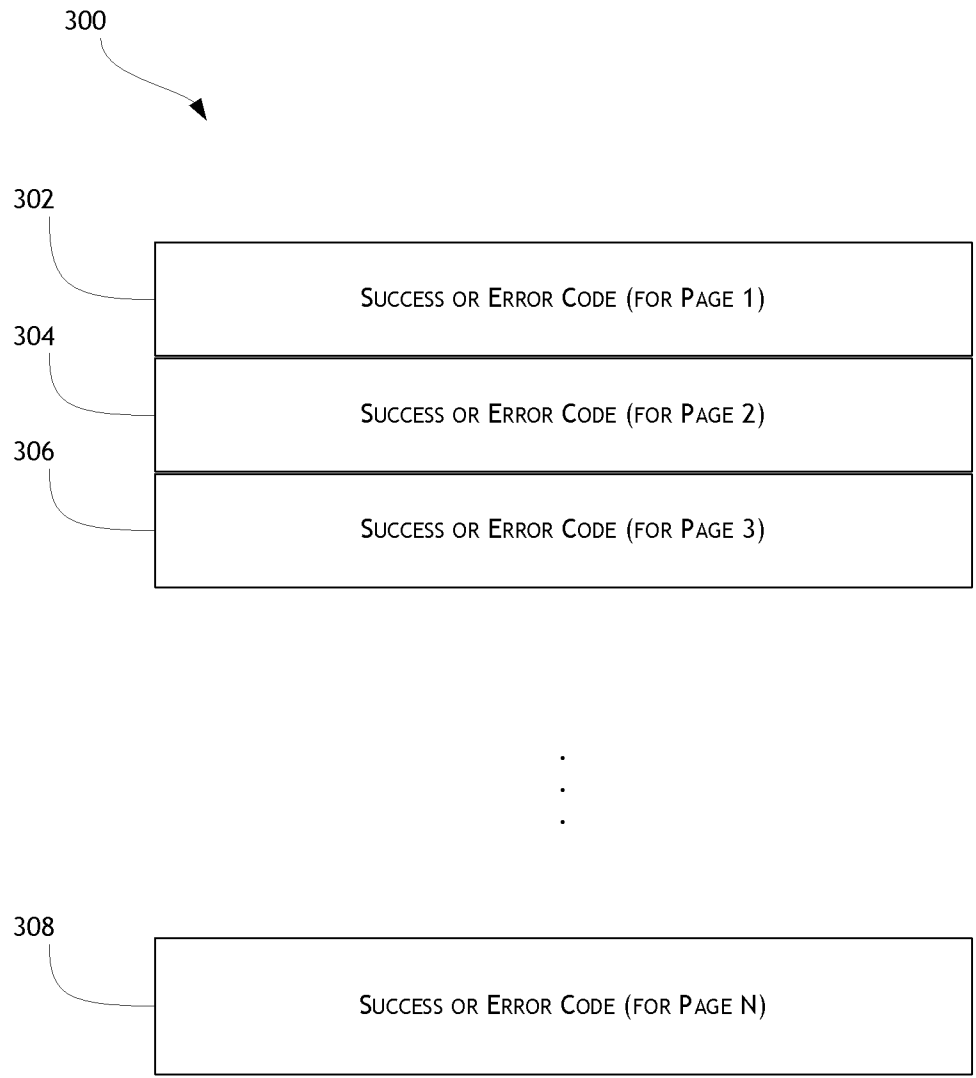 300
302
Success or Error Code (for Page 1)
304
Success or Error Code (for Page 2)
306
Success or Error Code (for Page 3)
.
.
.
308
Success or Error Code (for Page N)